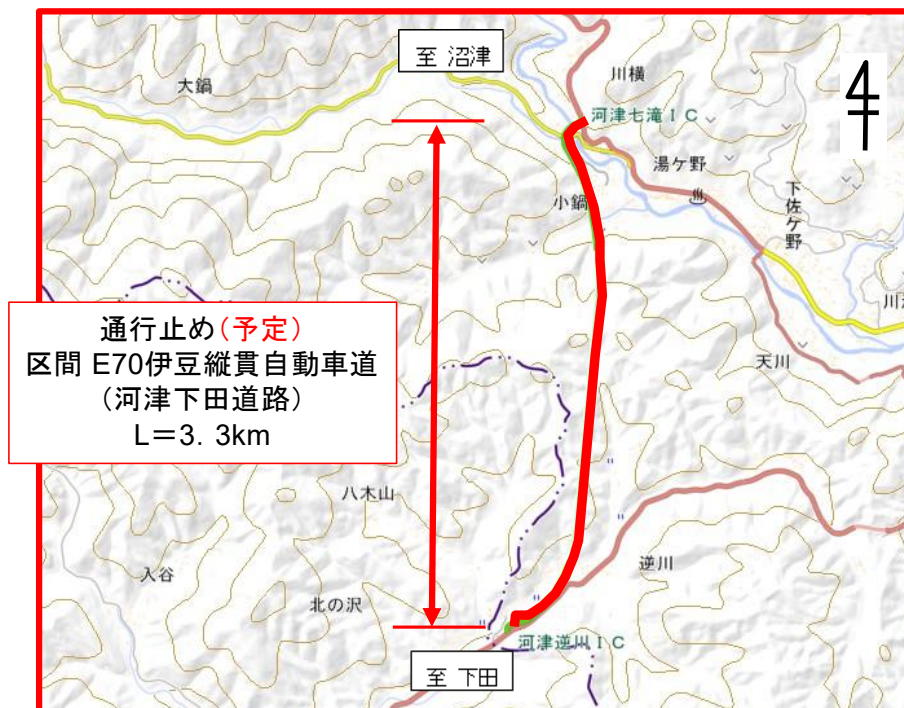 至 沼津
川横
大鍋
河津七滝IC
湯ケ野
小鍋
下佐ケ野
通行止め(予定)
区間 E70伊豆縦貫自動車道
(河津下田道路)
L=3. 3km
天川
八木山
入谷
北の沢
逆川
河津逆川IC
至 下田